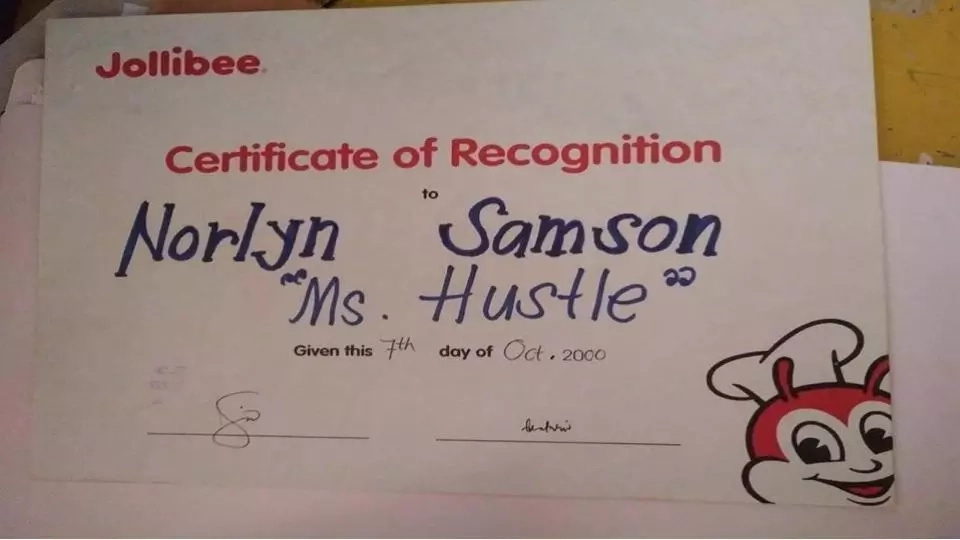 Jollibee
Certificate of Recognition
to
Norlyn Samson
"Ms. Hustle"
Given this 7th day of Oct. 2000